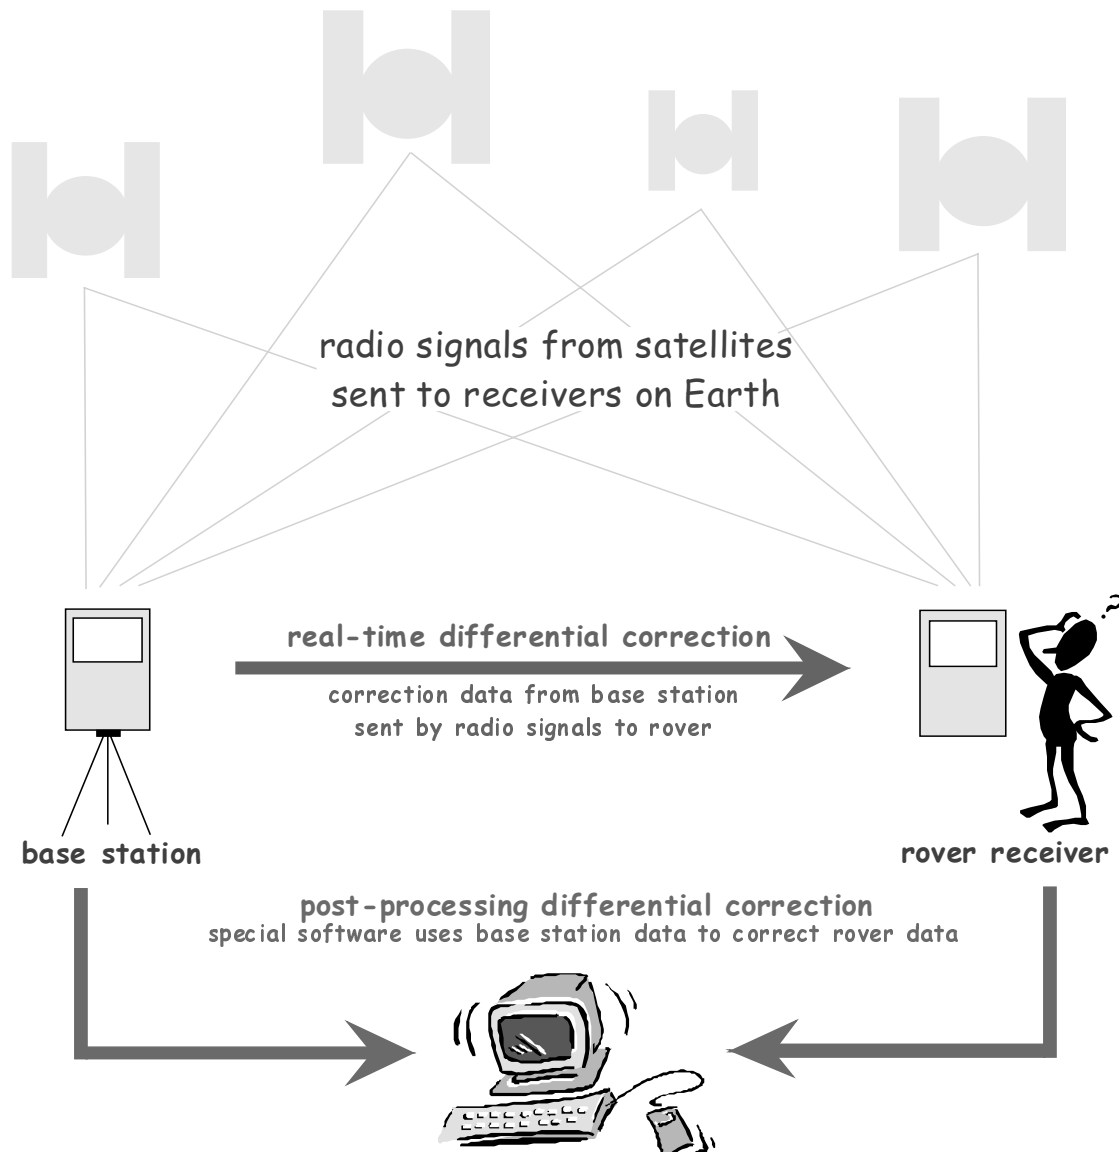 radio signals from satellites
sent to receivers on Earth
real-time differential correction
correction data from base station
sent by radio signals to rover
?
base station
rover receiver
post-processing differential correction
special software uses base station data to correct rover data